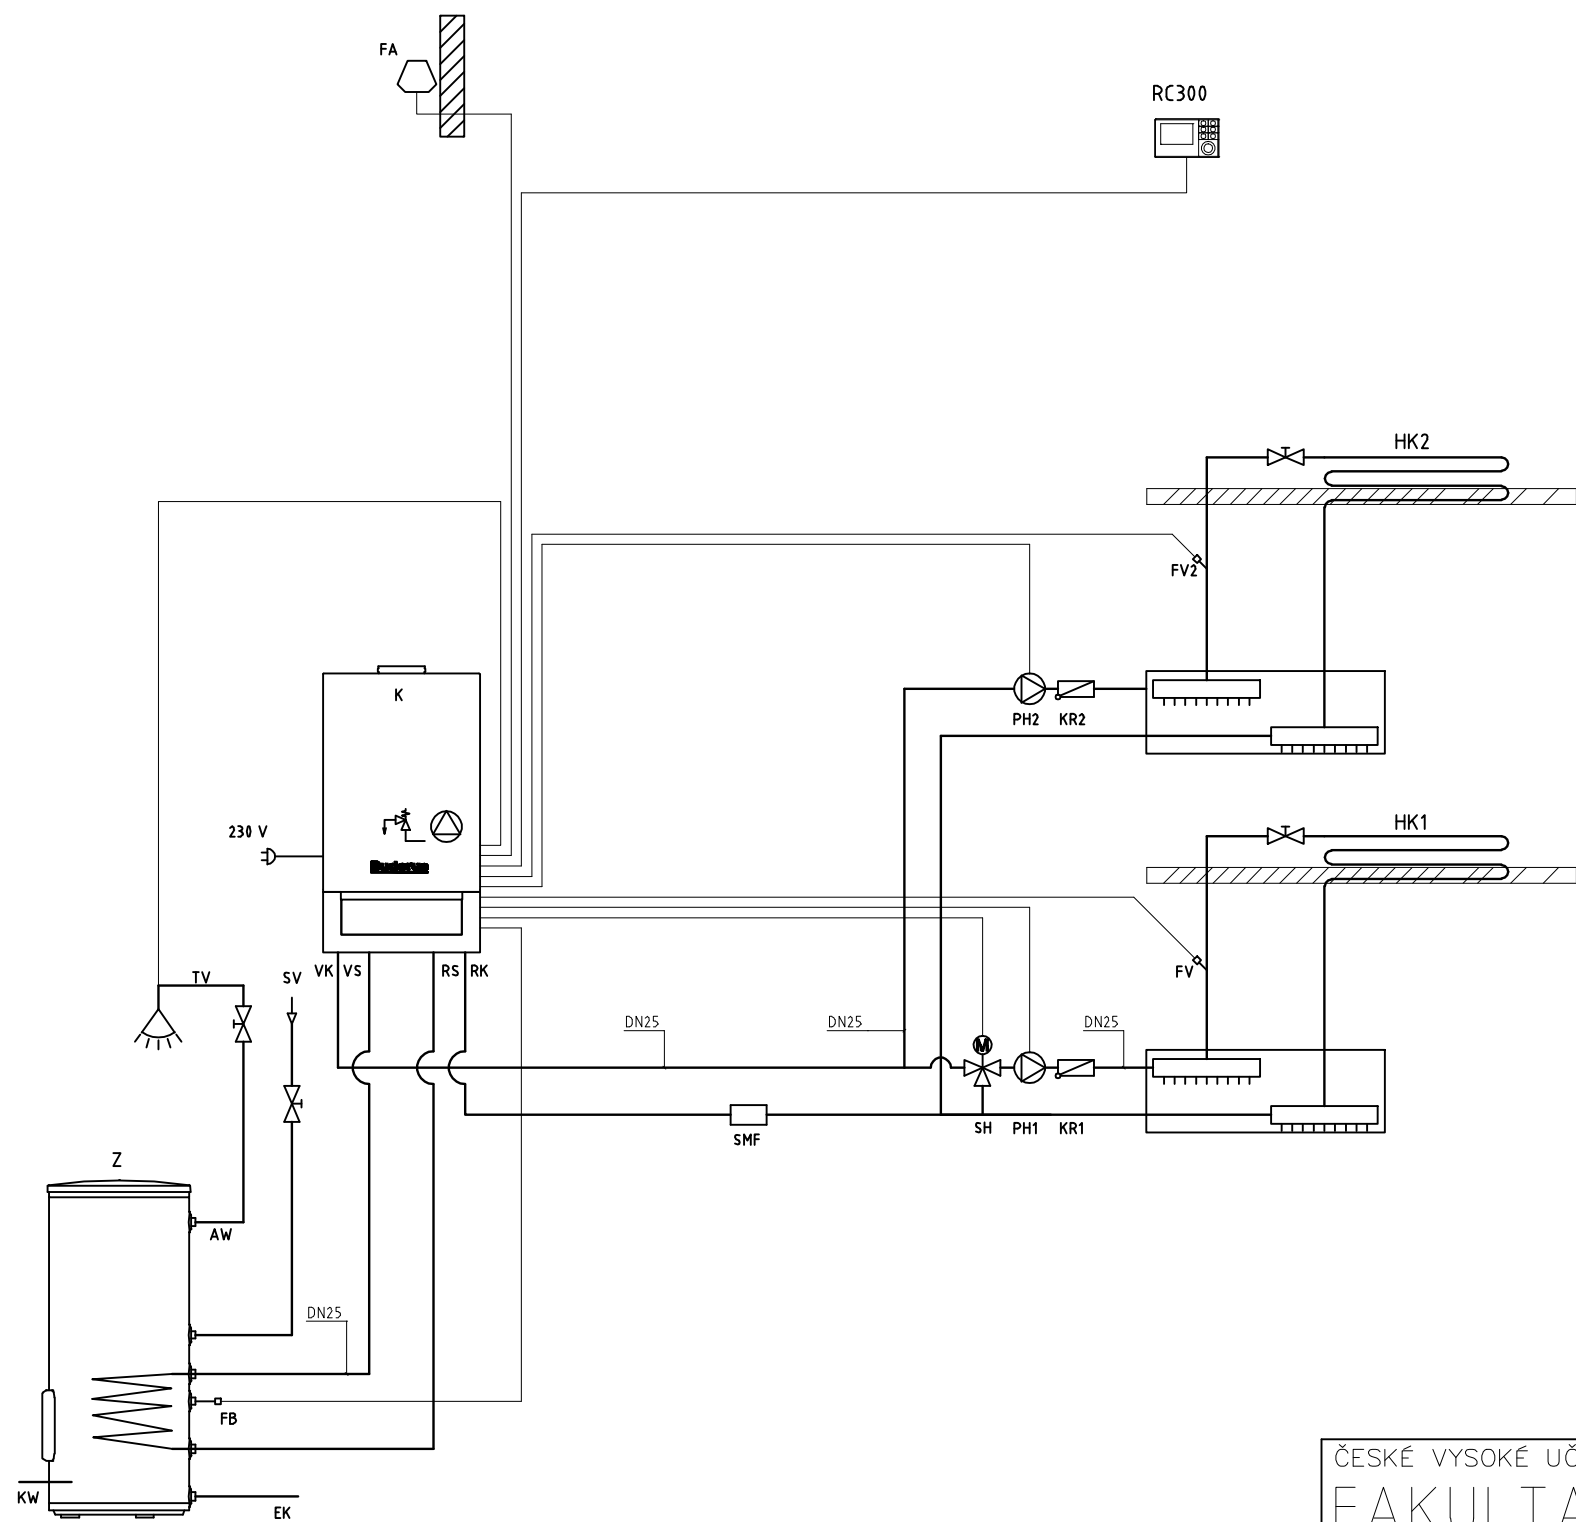 FA
RC300
HK2
FV2
K
PH2 KR2
230 V
Buderus
HK1
VK VS RS RK
TV
SV
FV
DN25
DN25
DN25
M
SH PH1 KR1
SMF
Z
AW
DN25
FB
KW
EK
ČESKÉ VYSOKÉ UČ
FAKULTA